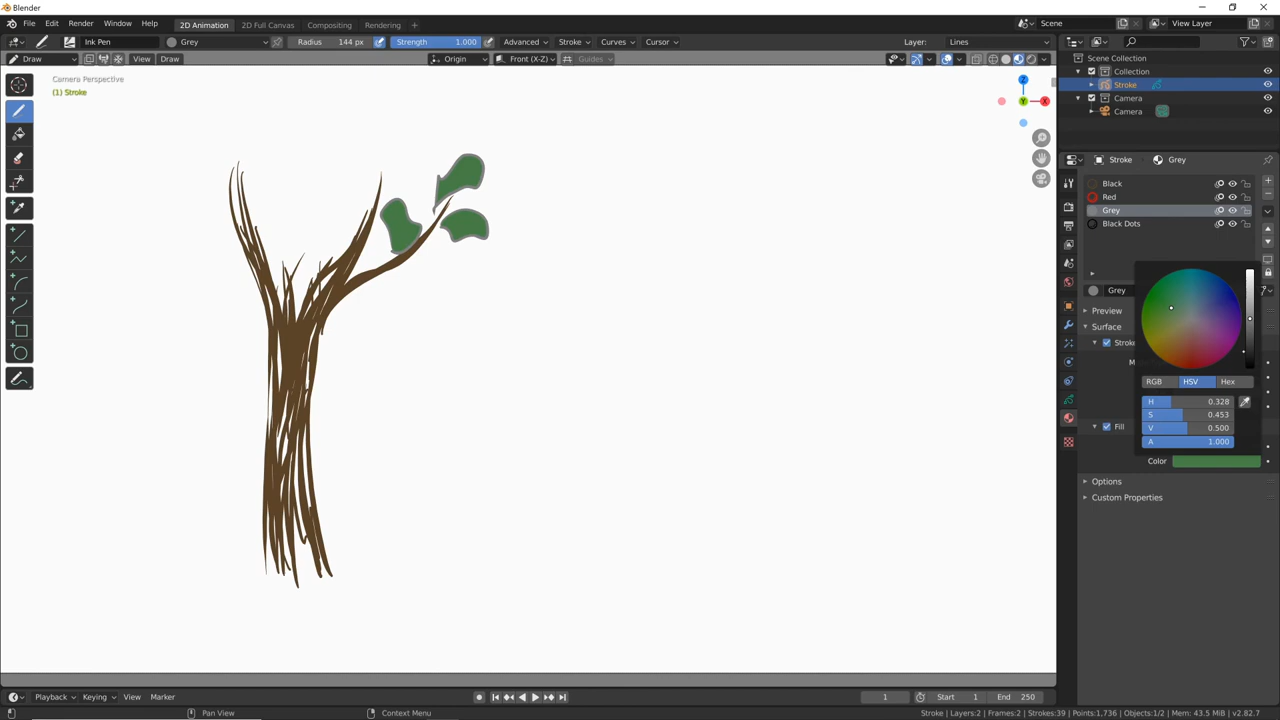 Blender
File Edit Render Window Help 2D Animation 2D Full Canvas Compositing Rendering + Scene View Layer
Ink Pen Grey Radius 144 px Strength 1.000 Advanced Stroke Curves Cursor Layer: Lines
Draw View Draw Origin Front (X-Z) Guides
Scene Collection
Collection
Stroke
Camera
Camera
Camera Perspective
(1) Stroke
Z
Y X
Stroke Grey
Black
Red
Grey
Black Dots
Grey
Preview
Surface
Stroke
M
RGB HSV Hex
H 0.328
S 0.453
V 0.500
A 1.000
Fill
Color
Options
Custom Properties
Playback Keying View Marker 1 Start 1 End 250
Pan View Context Menu Stroke | Layers:2 | Frames:2 | Strokes:39 | Points:1,736 | Objects:1/2 | Mem: 43.5 MiB | v2.82.7